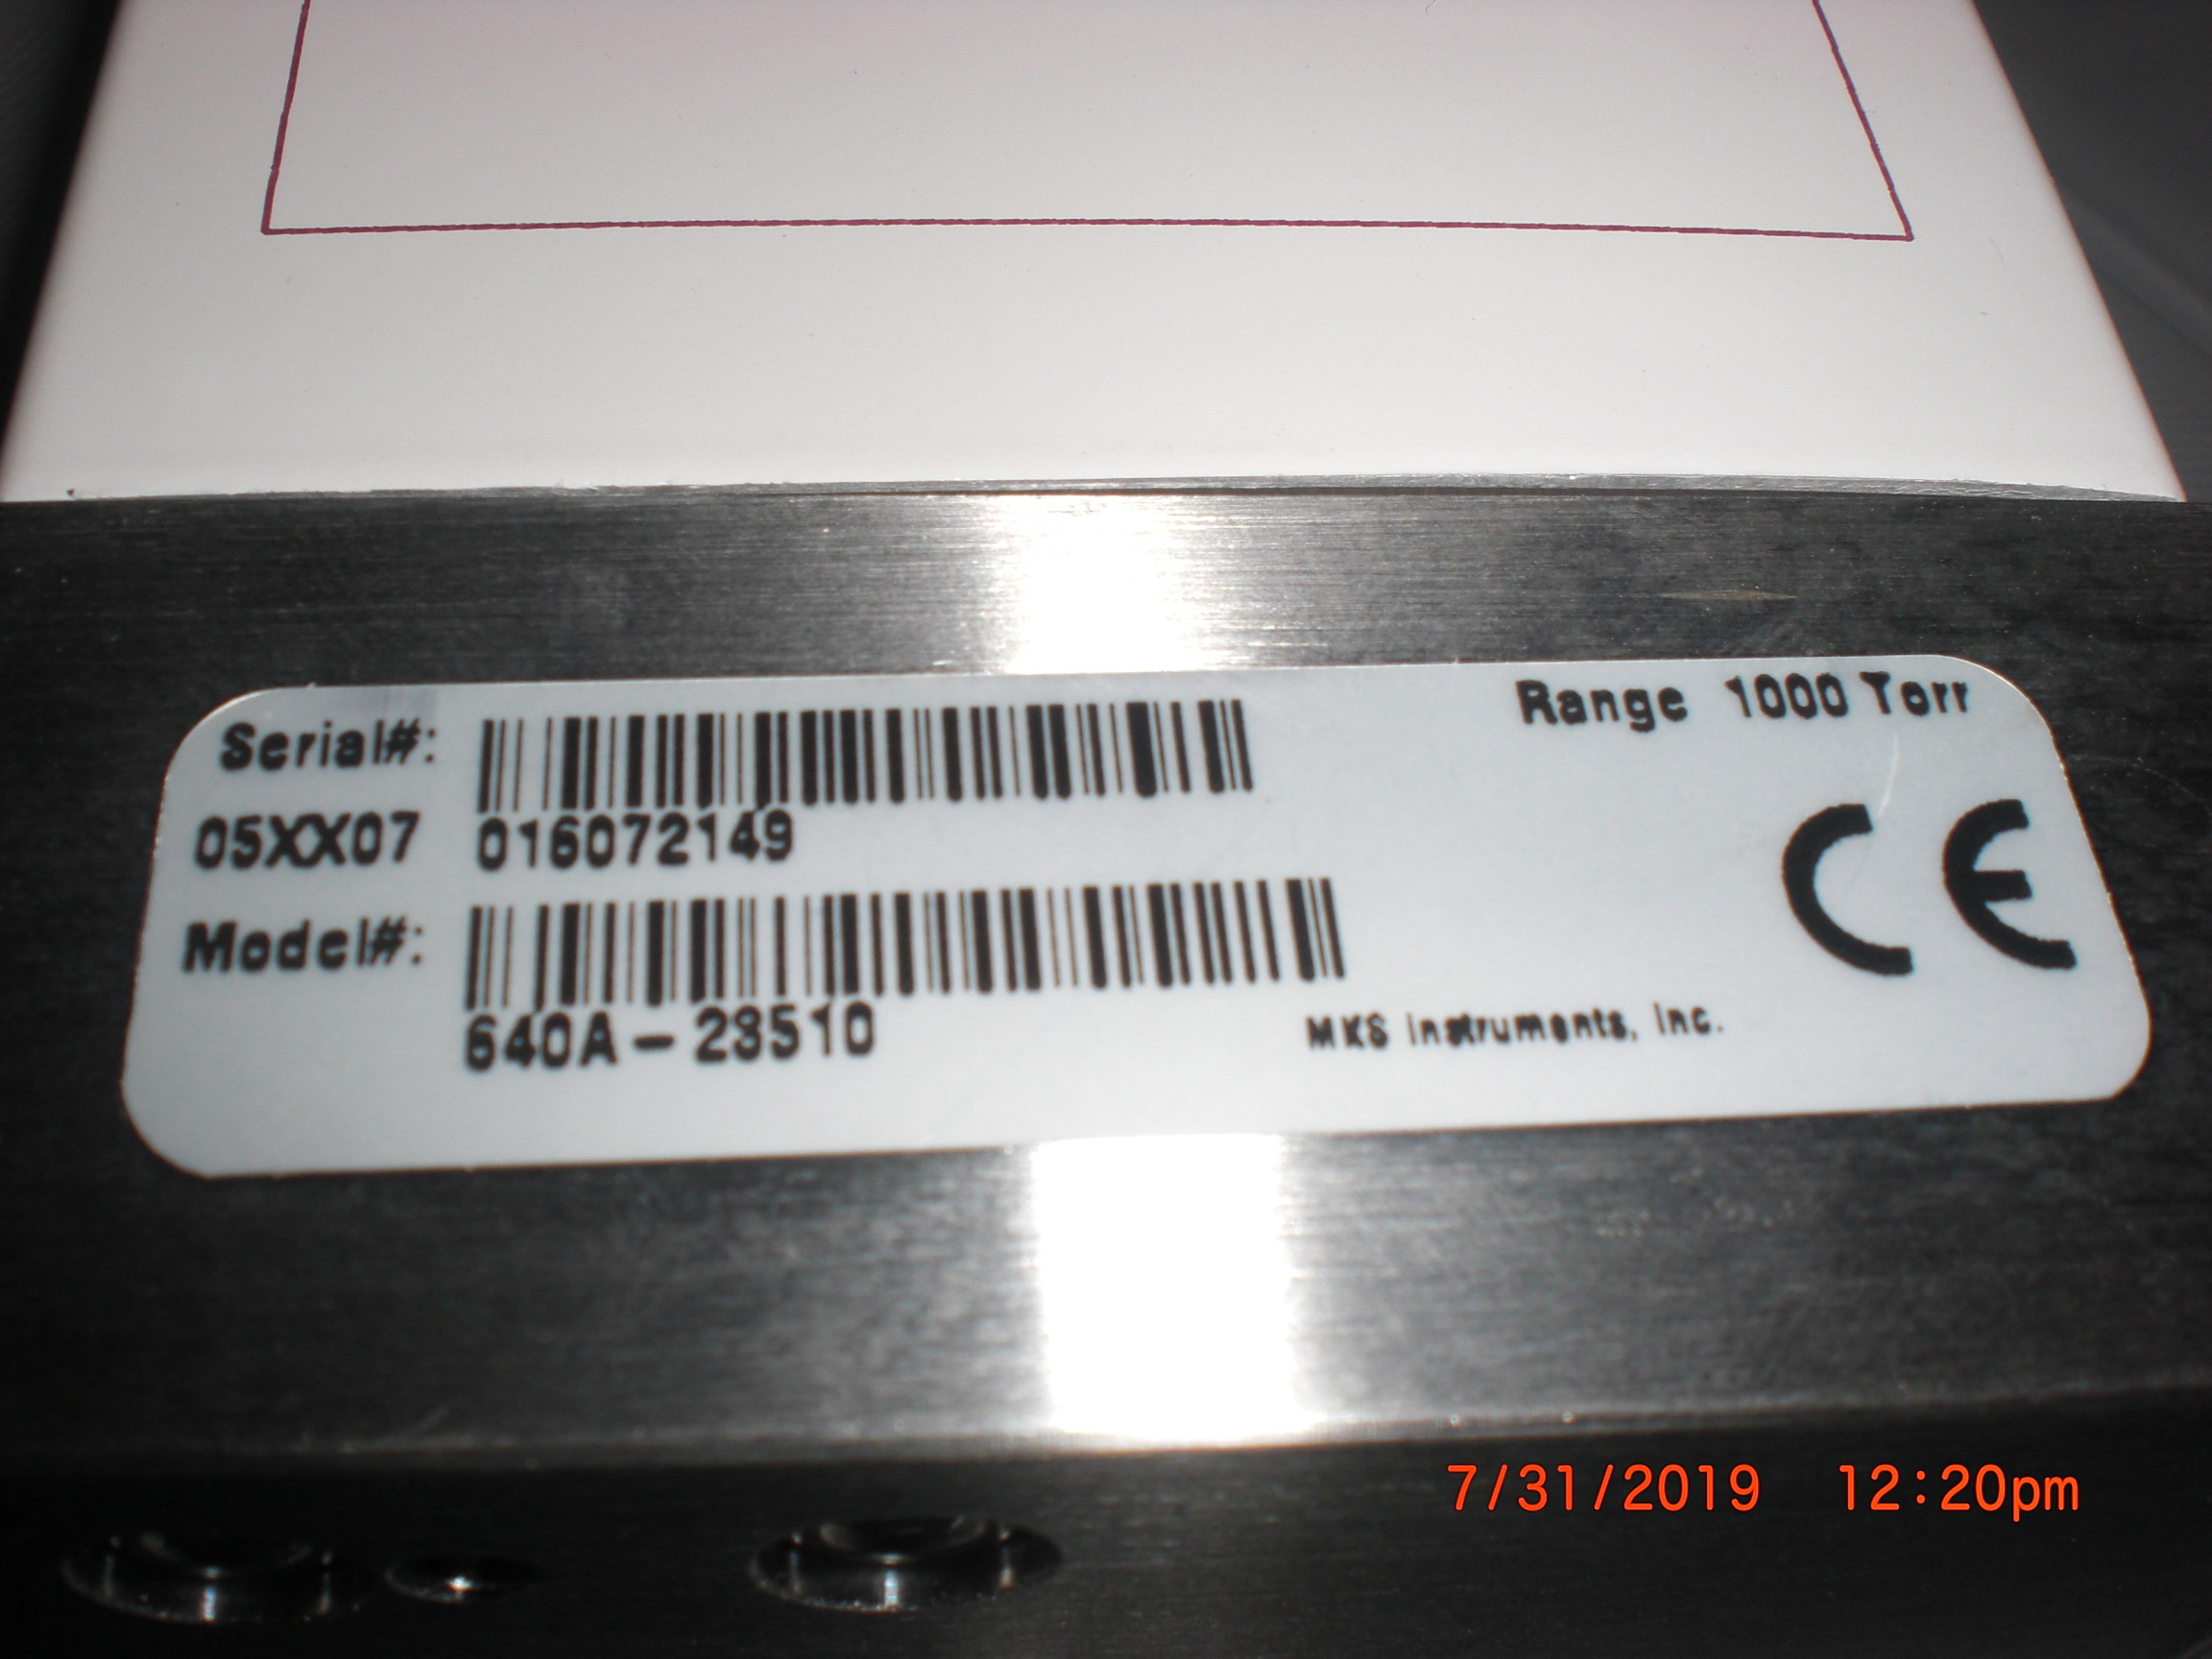 Serial#:
Range 1000 Torr
05XX07 016072149
CE
Model#:
640A-28510
MKS Instruments, Inc.
7/31/2019 12:20pm